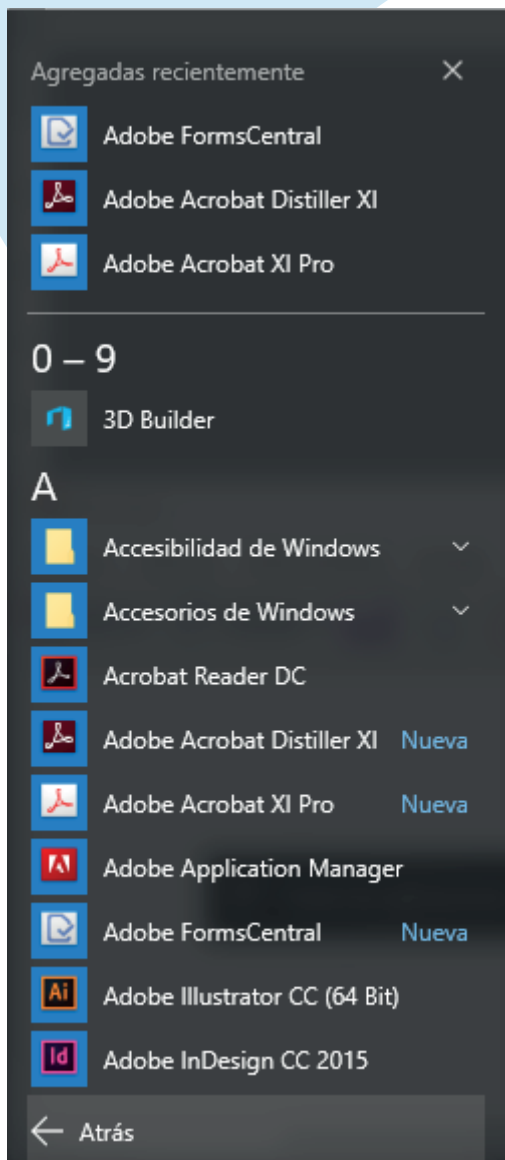 Agregadas recientemente
Adobe FormsCentral
Adobe Acrobat Distiller XI
Adobe Acrobat XI Pro
0 – 9
3D Builder
A
Accesibilidad de Windows
Accesorios de Windows
Acrobat Reader DC
Adobe Acrobat Distiller XI Nueva
Adobe Acrobat XI Pro Nueva
Adobe Application Manager
Adobe FormsCentral Nueva
Ai Adobe Illustrator CC (64 Bit)
Id Adobe InDesign CC 2015
Atrás